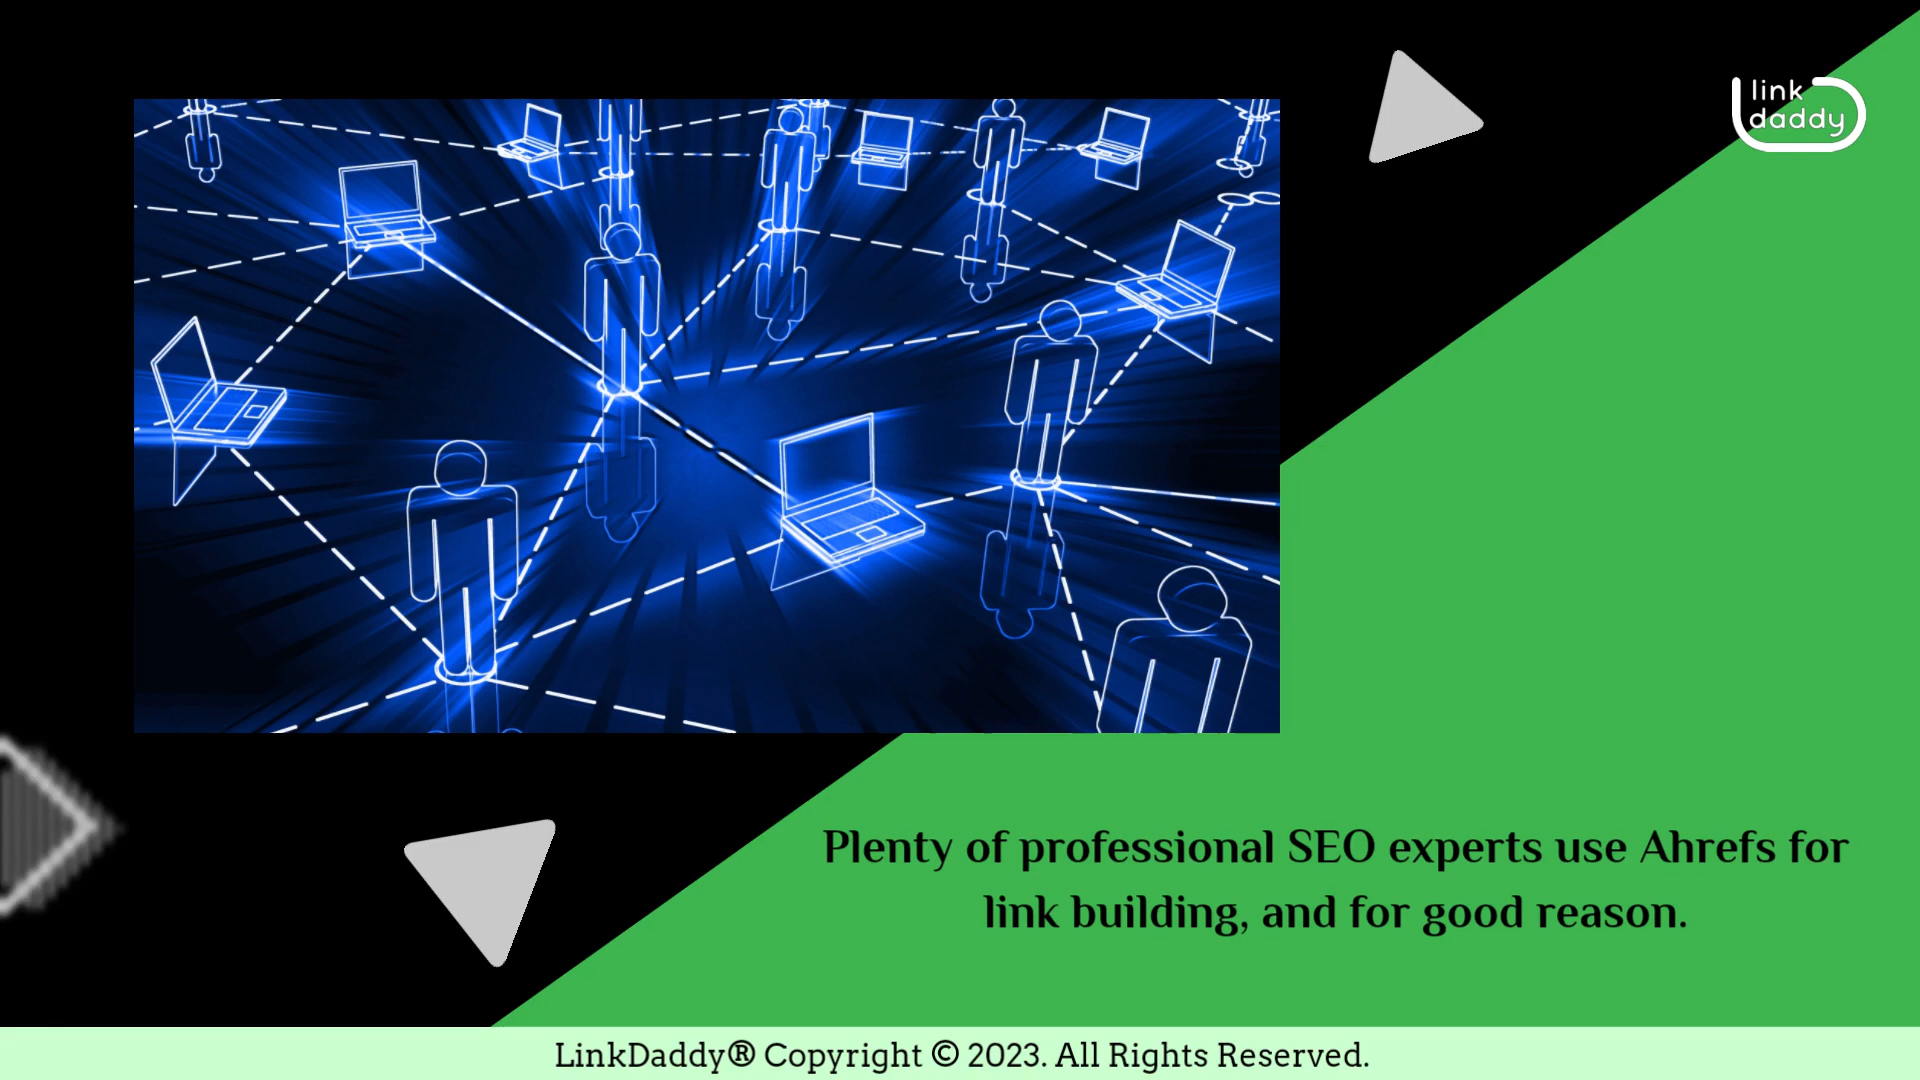 link
daddy
Plenty of professional SEO experts use Ahrefs for
link building, and for good reason.
LinkDaddy® Copyright © 2023. All Rights Reserved.